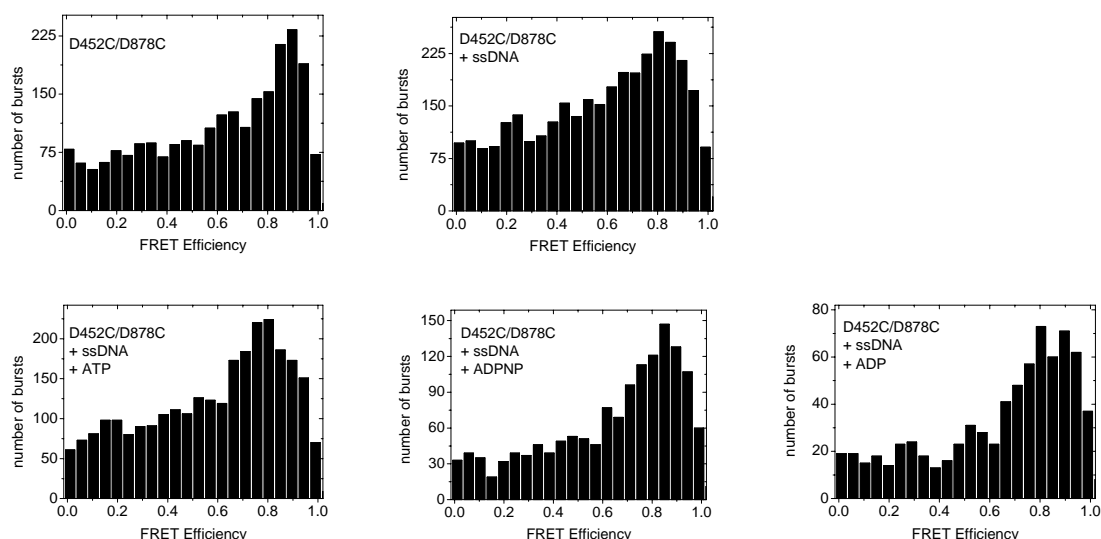 D452C/D878C
number of bursts
225
150
75
0
0.0 0.2 0.4 0.6 0.8 1.0
FRET Efficiency
D452C/D878C
+ ssDNA
number of bursts
225
150
75
0
0.0 0.2 0.4 0.6 0.8 1.0
FRET Efficiency
D452C/D878C
+ ssDNA
+ ATP
number of bursts
200
150
100
50
0
0.0 0.2 0.4 0.6 0.8 1.0
FRET Efficiency
D452C/D878C
+ ssDNA
+ ADPNP
number of bursts
150
120
90
60
30
0
0.0 0.2 0.4 0.6 0.8 1.0
FRET Efficiency
D452C/D878C
+ ssDNA
+ ADP
number of bursts
80
60
40
20
0
0.0 0.2 0.4 0.6 0.8 1.0
FRET Efficiency